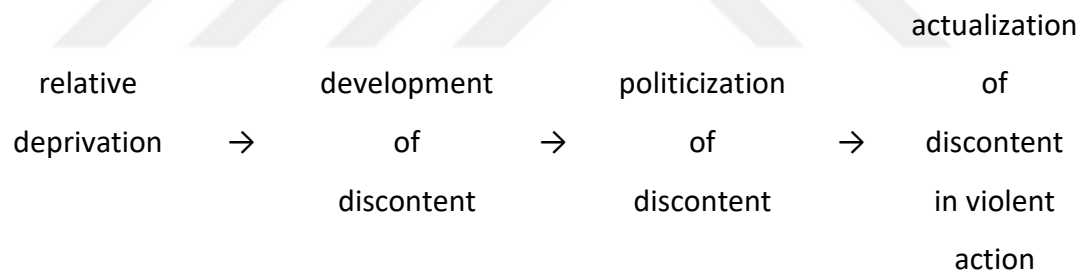 relative
deprivation
→
development
of
discontent
→
politicization
of
discontent
→
actualization
of
discontent
in violent
action